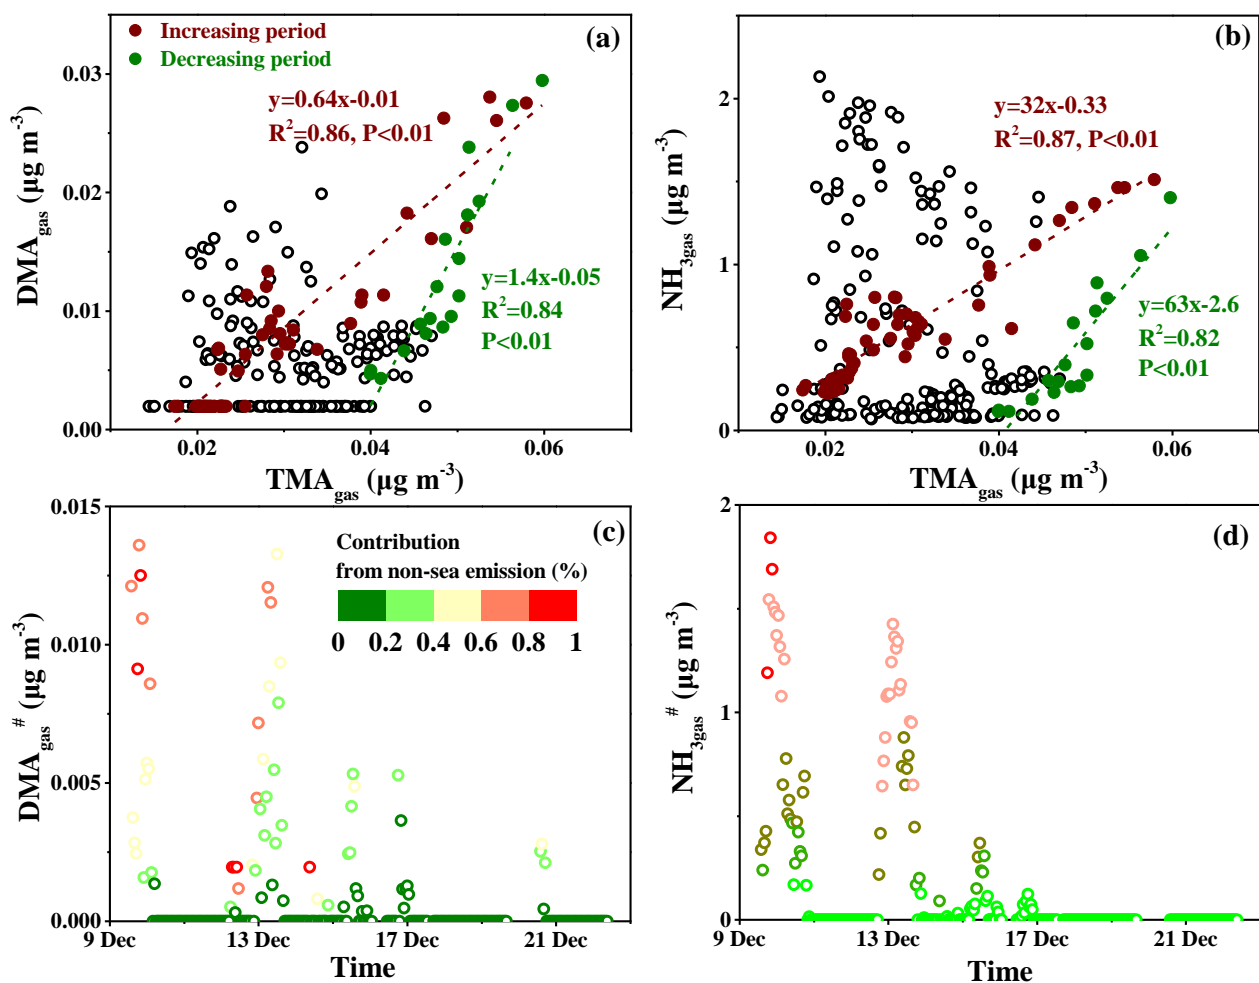 (a)
Increasing period
Decreasing period
y=0.64x-0.01
R²=0.86, P<0.01
y=1.4x-0.05
R²=0.84
P<0.01
0.03
0.02
0.01
0.00
DMA_gas (μg m⁻³)
0.02
0.04
0.06
TMA_gas (μg m⁻³)
(b)
y=32x-0.33
R²=0.87, P<0.01
y=63x-2.6
R²=0.82
P<0.01
2
1
0
NH_3gas (μg m⁻³)
0.02
0.04
0.06
TMA_gas (μg m⁻³)
(c)
Contribution
from non-sea emission (%)
0 0.2 0.4 0.6 0.8 1
0.015
0.010
0.005
0.000
DMA_gas^# (μg m⁻³)
9 Dec
13 Dec
17 Dec
21 Dec
Time
(d)
2
1
0
NH_3gas^# (μg m⁻³)
9 Dec
13 Dec
17 Dec
21 Dec
Time